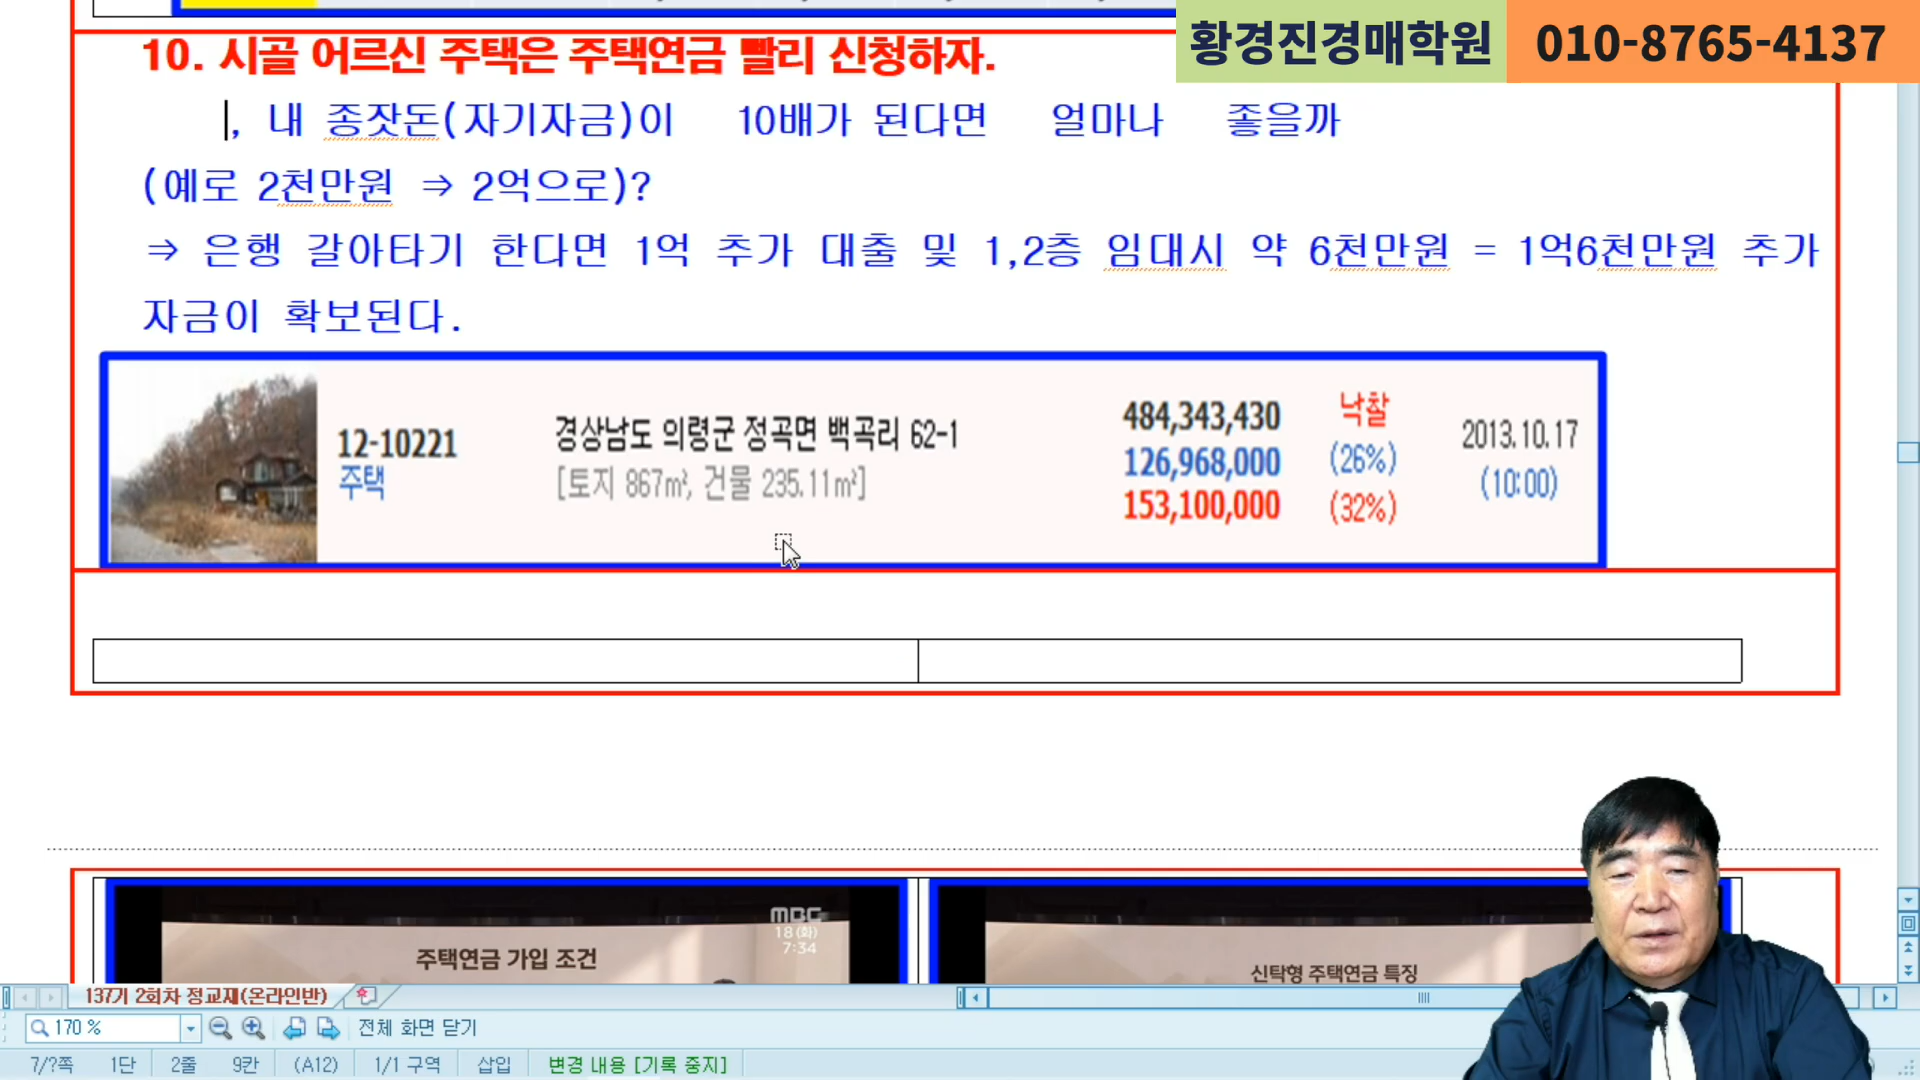 황경진경매학원 010-8765-4137
10. 시골 어르신 주택은 주택연금 빨리 신청하자.
, 내 종잣돈(자기자금)이 10배가 된다면 얼마나 좋을까
(예로 2천만원 ⇒ 2억으로)?
⇒ 은행 갈아타기 한다면 1억 추가 대출 및 1,2층 임대시 약 6천만원 = 1억6천만원 추가
자금이 확보된다.
12-10221
주택
경상남도 의령군 정곡면 백곡리 62-1
[토지 867㎡, 건물 235.11㎡]
484,343,430
126,968,000
153,100,000
낙찰
(26%)
(32%)
2013.10.17
(10:00)
MBC
18(화)
7:34
주택연금 가입 조건
신탁형 주택연금 특징
137기 2회차 정교재(온라인반)
170 %
전체 화면 닫기
7/?쪽 1단 2줄 9칸 (A12) 1/1 구역 삽입 변경 내용 [기록 중지]